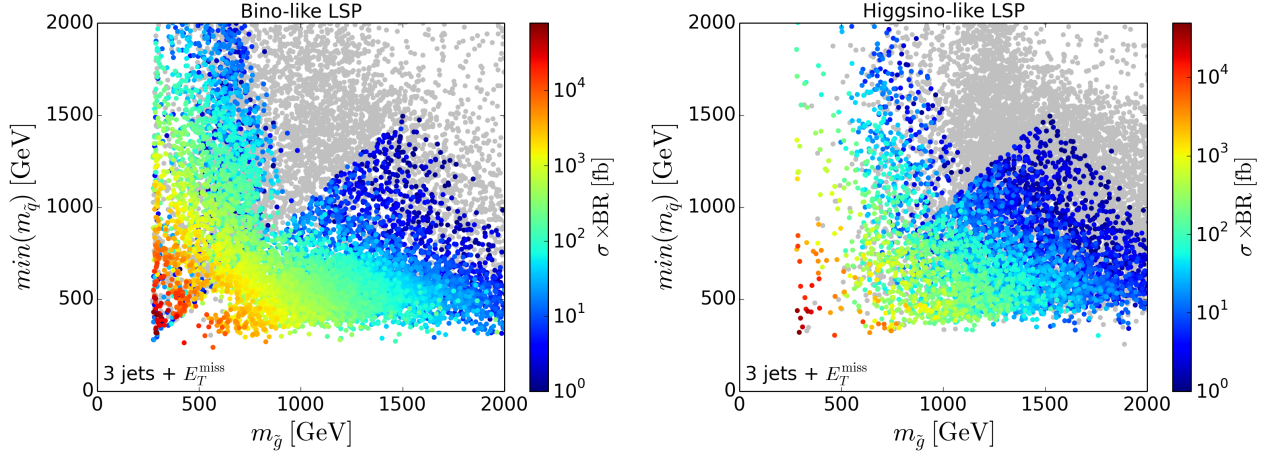 Bino-like LSP
2000
1500
1000
500
0
min(m_q̃) [GeV]
3 jets + E_T^miss
0 500 1000 1500 2000
m_g̃ [GeV]
10^4
10^3
10^2
10^1
10^0
σ ×BR [fb]
Higgsino-like LSP
2000
1500
1000
500
0
min(m_q̃) [GeV]
3 jets + E_T^miss
0 500 1000 1500 2000
m_g̃ [GeV]
10^4
10^3
10^2
10^1
10^0
σ ×BR [fb]